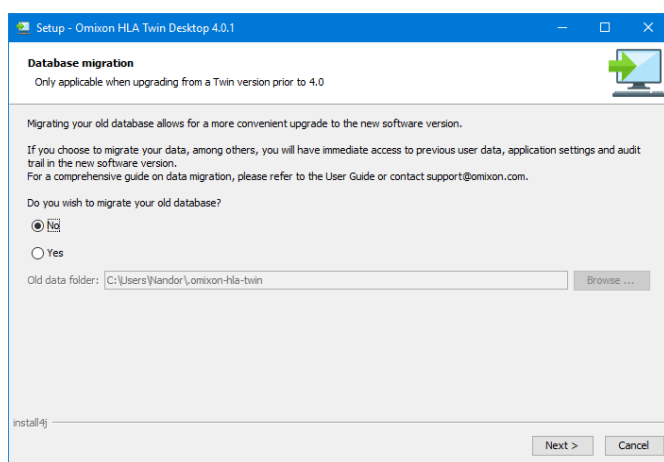 Setup - Omixon HLA Twin Desktop 4.0.1
Database migration
Only applicable when upgrading from a Twin version prior to 4.0
Migrating your old database allows for a more convenient upgrade to the new software version.
If you choose to migrate your data, among others, you will have immediate access to previous user data, application settings and audit
trail in the new software version.
For a comprehensive guide on data migration, please refer to the User Guide or contact support@omixon.com.
Do you wish to migrate your old database?
No
Yes
Old data folder: C:\Users\Nandor\.omixon-hla-twin Browse ...
install4j
Next > Cancel